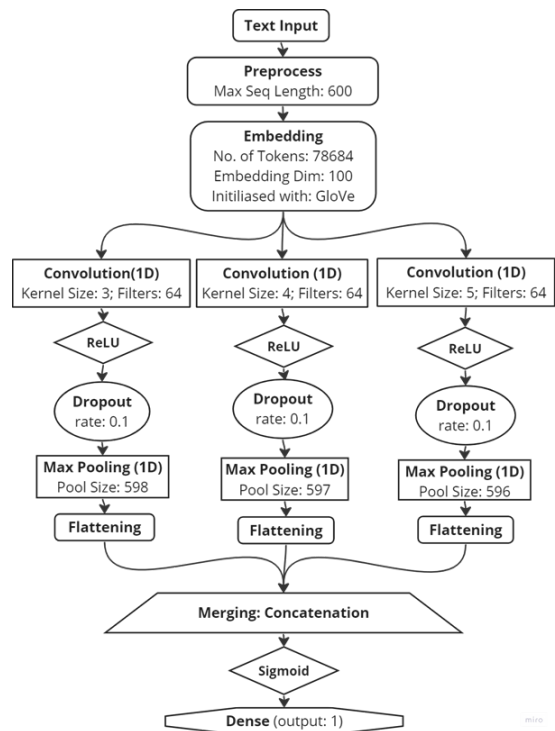 Text Input
Preprocess
Max Seq Length: 600
Embedding
No. of Tokens: 78684
Embedding Dim: 100
Initiliased with: GloVe
Convolution(1D)
Kernel Size: 3; Filters: 64
Convolution (1D)
Kernel Size: 4; Filters: 64
Convolution (1D)
Kernel Size: 5; Filters: 64
ReLU
ReLU
ReLU
Dropout
rate: 0.1
Dropout
rate: 0.1
Dropout
rate: 0.1
Max Pooling (1D)
Pool Size: 598
Max Pooling (1D)
Pool Size: 597
Max Pooling (1D)
Pool Size: 596
Flattening
Flattening
Flattening
Merging: Concatenation
Sigmoid
Dense (output: 1)
miro